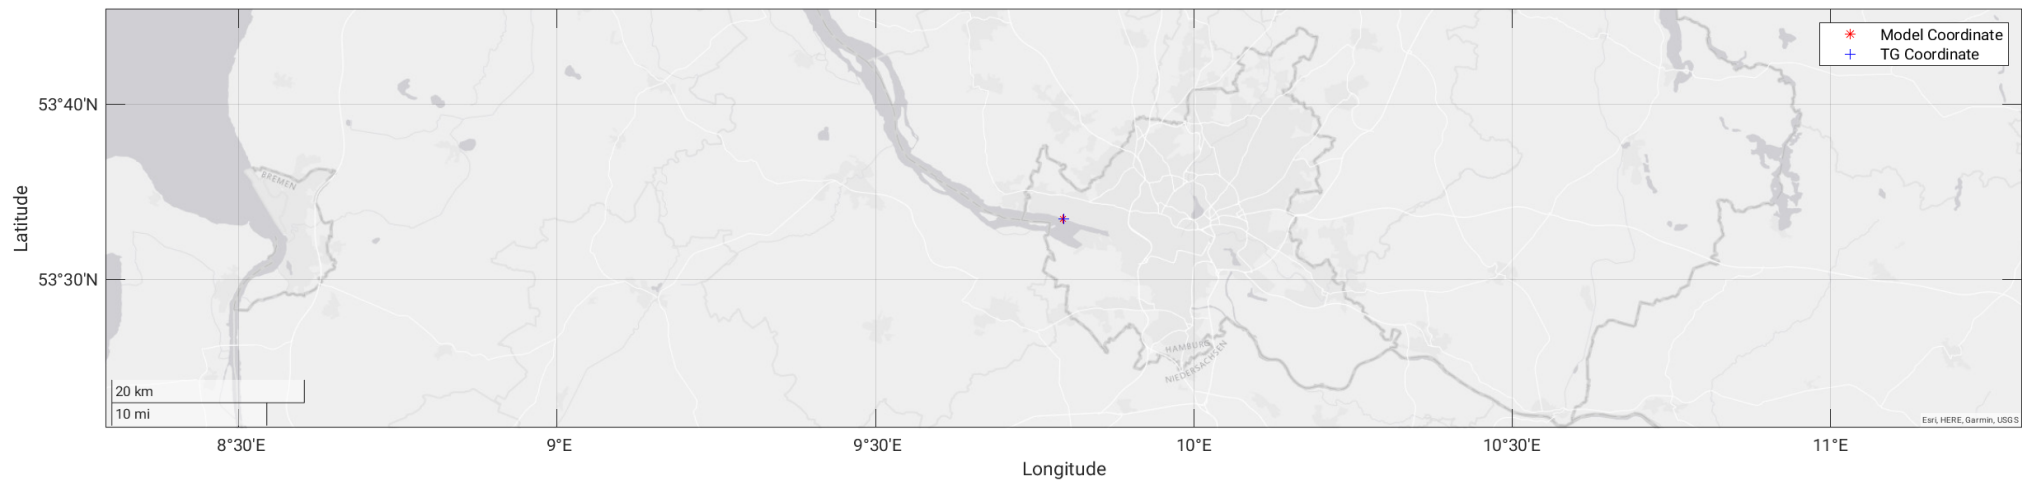 Model Coordinate
TG Coordinate
53°40'N
BREMEN
Latitude
53°30'N
HAMBURG
NIEDERSACHSEN
20 km
10 mi
Esri, HERE, Garmin, USGS
8°30'E
9°E
9°30'E
10°E
10°30'E
11°E
Longitude